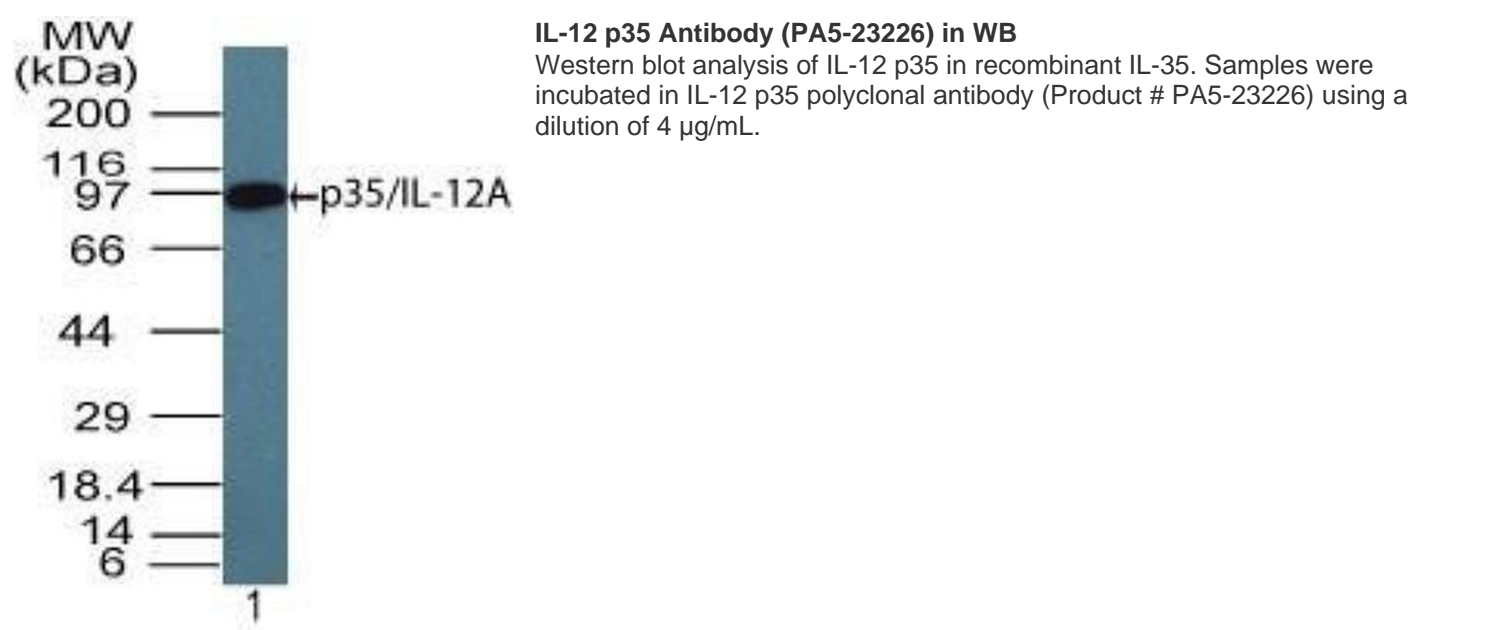 MW
(kDa)
200
116
97
←p35/IL-12A
66
44
29
18.4
14
6
1
IL-12 p35 Antibody (PA5-23226) in WB
Western blot analysis of IL-12 p35 in recombinant IL-35. Samples were
incubated in IL-12 p35 polyclonal antibody (Product # PA5-23226) using a
dilution of 4 µg/mL.